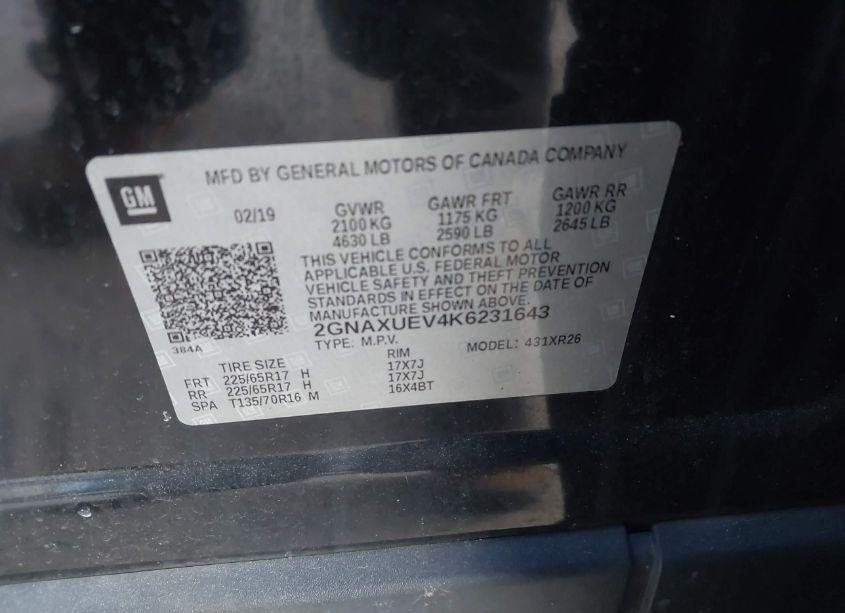 GM
MFD BY GENERAL MOTORS OF CANADA COMPANY
02/19
GVWR GAWR FRT GAWR RR
2100 KG 1175 KG 1200 KG
4630 LB 2590 LB 2645 LB
THIS VEHICLE CONFORMS TO ALL
APPLICABLE U.S. FEDERAL MOTOR
VEHICLE SAFETY AND THEFT PREVENTION
STANDARDS IN EFFECT ON THE DATE OF
MANUFACTURE SHOWN ABOVE.
2GNAXUEV4K6231643
TYPE: M.P.V. MODEL: 431XR26
384A
TIRE SIZE RIM
FRT 225/65R17 H 17X7J
RR 225/65R17 H 17X7J
SPA T135/70R16 M 16X4BT